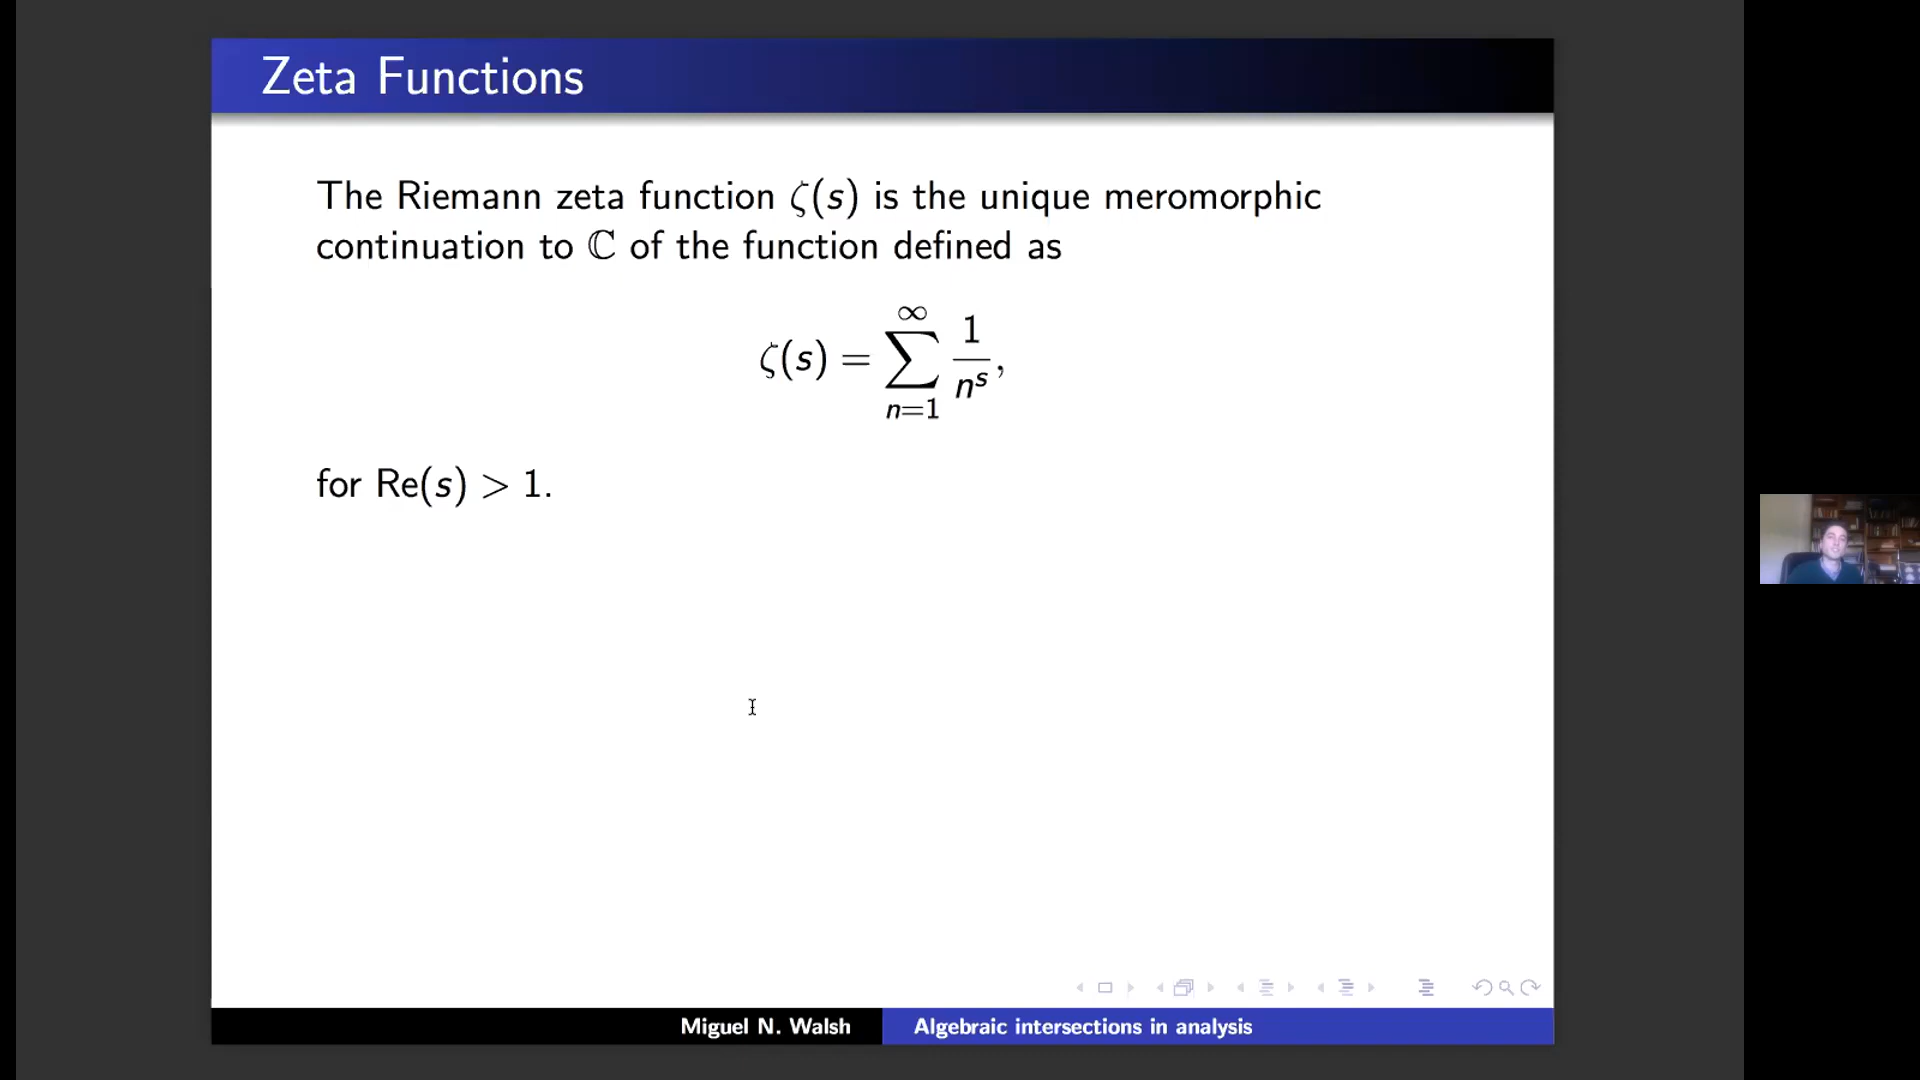 Zeta Functions
The Riemann zeta function ζ(s) is the unique meromorphic
continuation to ℂ of the function defined as
ζ(s) = ∑_{n=1}^{∞} 1/n^s,
for Re(s) > 1.
Miguel N. Walsh
Algebraic intersections in analysis